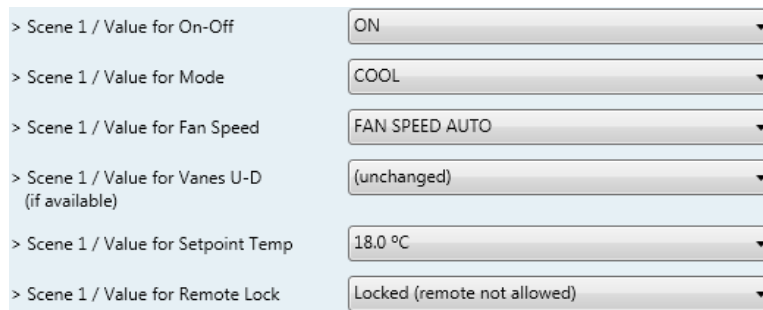 > Scene 1 / Value for On-Off ON
> Scene 1 / Value for Mode COOL
> Scene 1 / Value for Fan Speed FAN SPEED AUTO
> Scene 1 / Value for Vanes U-D (unchanged)
(if available)
> Scene 1 / Value for Setpoint Temp 18.0 ºC
> Scene 1 / Value for Remote Lock Locked (remote not allowed)